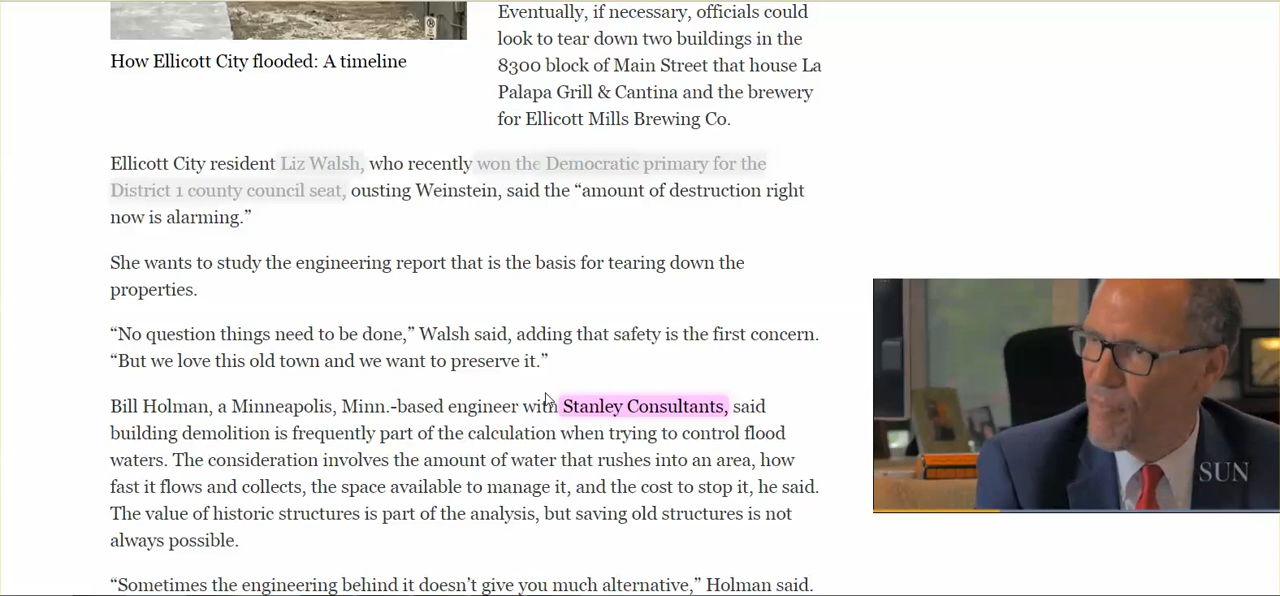 Eventually, if necessary, officials could
look to tear down two buildings in the
8300 block of Main Street that house La
Palapa Grill & Cantina and the brewery
for Ellicott Mills Brewing Co.
How Ellicott City flooded: A timeline
Ellicott City resident Liz Walsh, who recently won the Democratic primary for the
District 1 county council seat, ousting Weinstein, said the “amount of destruction right
now is alarming.”
She wants to study the engineering report that is the basis for tearing down the
properties.
“No question things need to be done,” Walsh said, adding that safety is the first concern.
“But we love this old town and we want to preserve it.”
Bill Holman, a Minneapolis, Minn.-based engineer with Stanley Consultants, said
building demolition is frequently part of the calculation when trying to control flood
waters. The consideration involves the amount of water that rushes into an area, how
fast it flows and collects, the space available to manage it, and the cost to stop it, he said.
The value of historic structures is part of the analysis, but saving old structures is not
always possible.
“Sometimes the engineering behind it doesn’t give you much alternative,” Holman said.
SUN